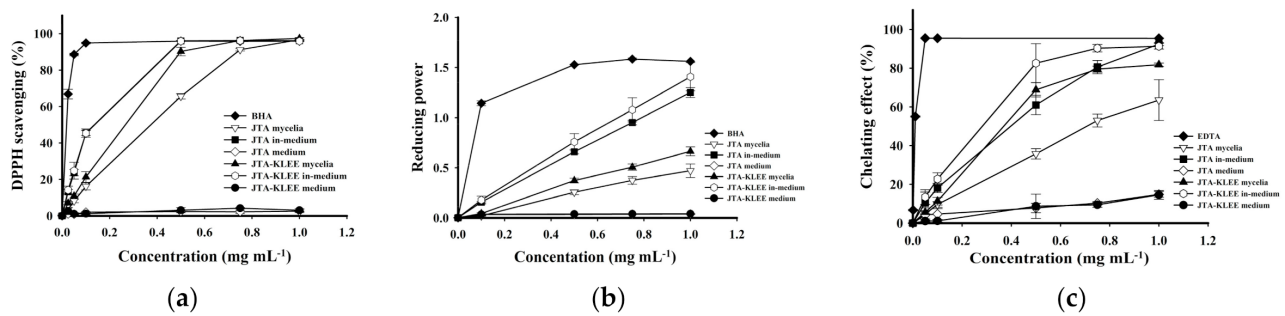 DPPH scavenging (%)
100
80
60
40
20
0
BHA
JTA mycelia
JTA in-medium
JTA medium
JTA-KLEE mycelia
JTA-KLEE in-medium
JTA-KLEE medium
0.0 0.2 0.4 0.6 0.8 1.0 1.2
Concentration (mg mL⁻¹)
(a)
Reducing power
2.0
1.5
1.0
0.5
0.0
BHA
JTA mycelia
JTA in-medium
JTA medium
JTA-KLEE mycelia
JTA-KLEE in-medium
JTA-KLEE medium
0.0 0.2 0.4 0.6 0.8 1.0 1.2
Concentation (mg mL⁻¹)
(b)
Chelating effect (%)
100
80
60
40
20
0
EDTA
JTA mycelia
JTA in-medium
JTA medium
JTA-KLEE mycelia
JTA-KLEE in-medium
JTA-KLEE medium
0.0 0.2 0.4 0.6 0.8 1.0 1.2
Concentration (mg mL⁻¹)
(c)